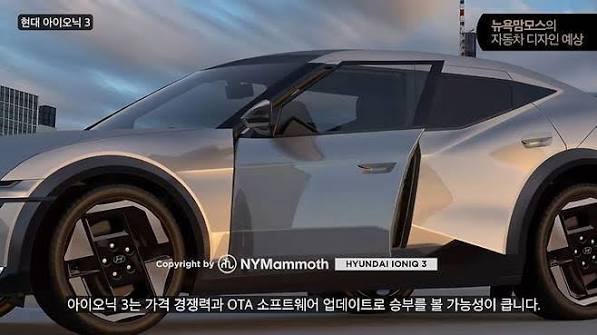 현대 아이오닉 3
뉴욕맘모스의
자동차 디자인 예상
Copyright by NYMammoth HYUNDAI IONIQ 3
아이오닉 3는 가격 경쟁력과 OTA 소프트웨어 업데이트로 승부를 볼 가능성이 큽니다.